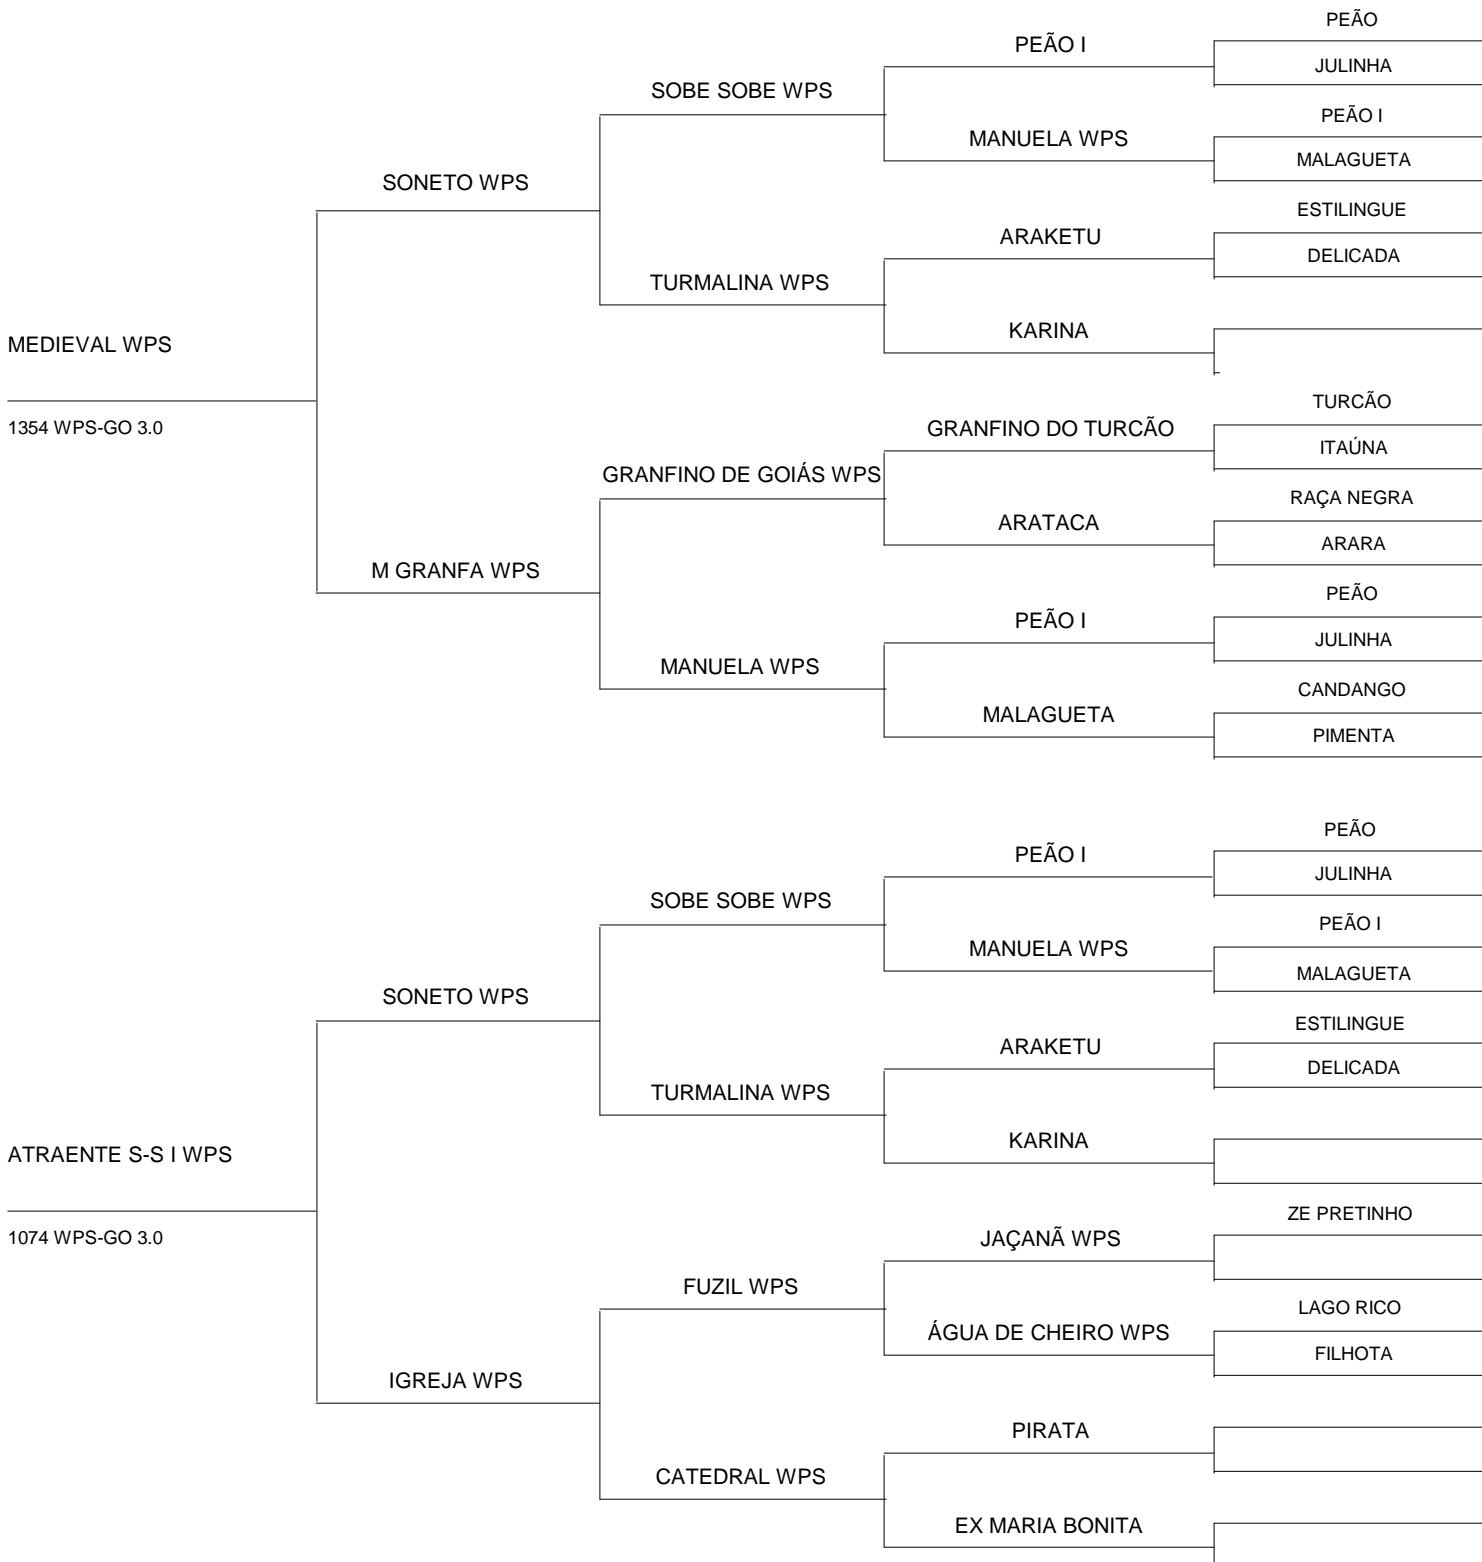 PEÃO
PEÃO I
JULINHA
SOBE SOBE WPS
PEÃO I
MANUELA WPS
MALAGUETA
SONETO WPS
ESTILINGUE
ARAKETU
DELICADA
TURMALINA WPS
KARINA
MEDIEVAL WPS
TURCÃO
1354 WPS-GO 3.0
GRANFINO DO TURCÃO
ITAÚNA
GRANFINO DE GOIÁS WPS
RAÇA NEGRA
ARATACA
ARARA
M GRANFA WPS
PEÃO
PEÃO I
JULINHA
MANUELA WPS
CANDANGO
MALAGUETA
PIMENTA
PEÃO
PEÃO I
JULINHA
SOBE SOBE WPS
PEÃO I
MANUELA WPS
MALAGUETA
SONETO WPS
ESTILINGUE
ARAKETU
DELICADA
TURMALINA WPS
KARINA
ATRAENTE S-S I WPS
ZE PRETINHO
1074 WPS-GO 3.0
JAÇANÃ WPS
FUZIL WPS
LAGO RICO
ÁGUA DE CHEIRO WPS
FILHOTA
IGREJA WPS
PIRATA
CATEDRAL WPS
EX MARIA BONITA